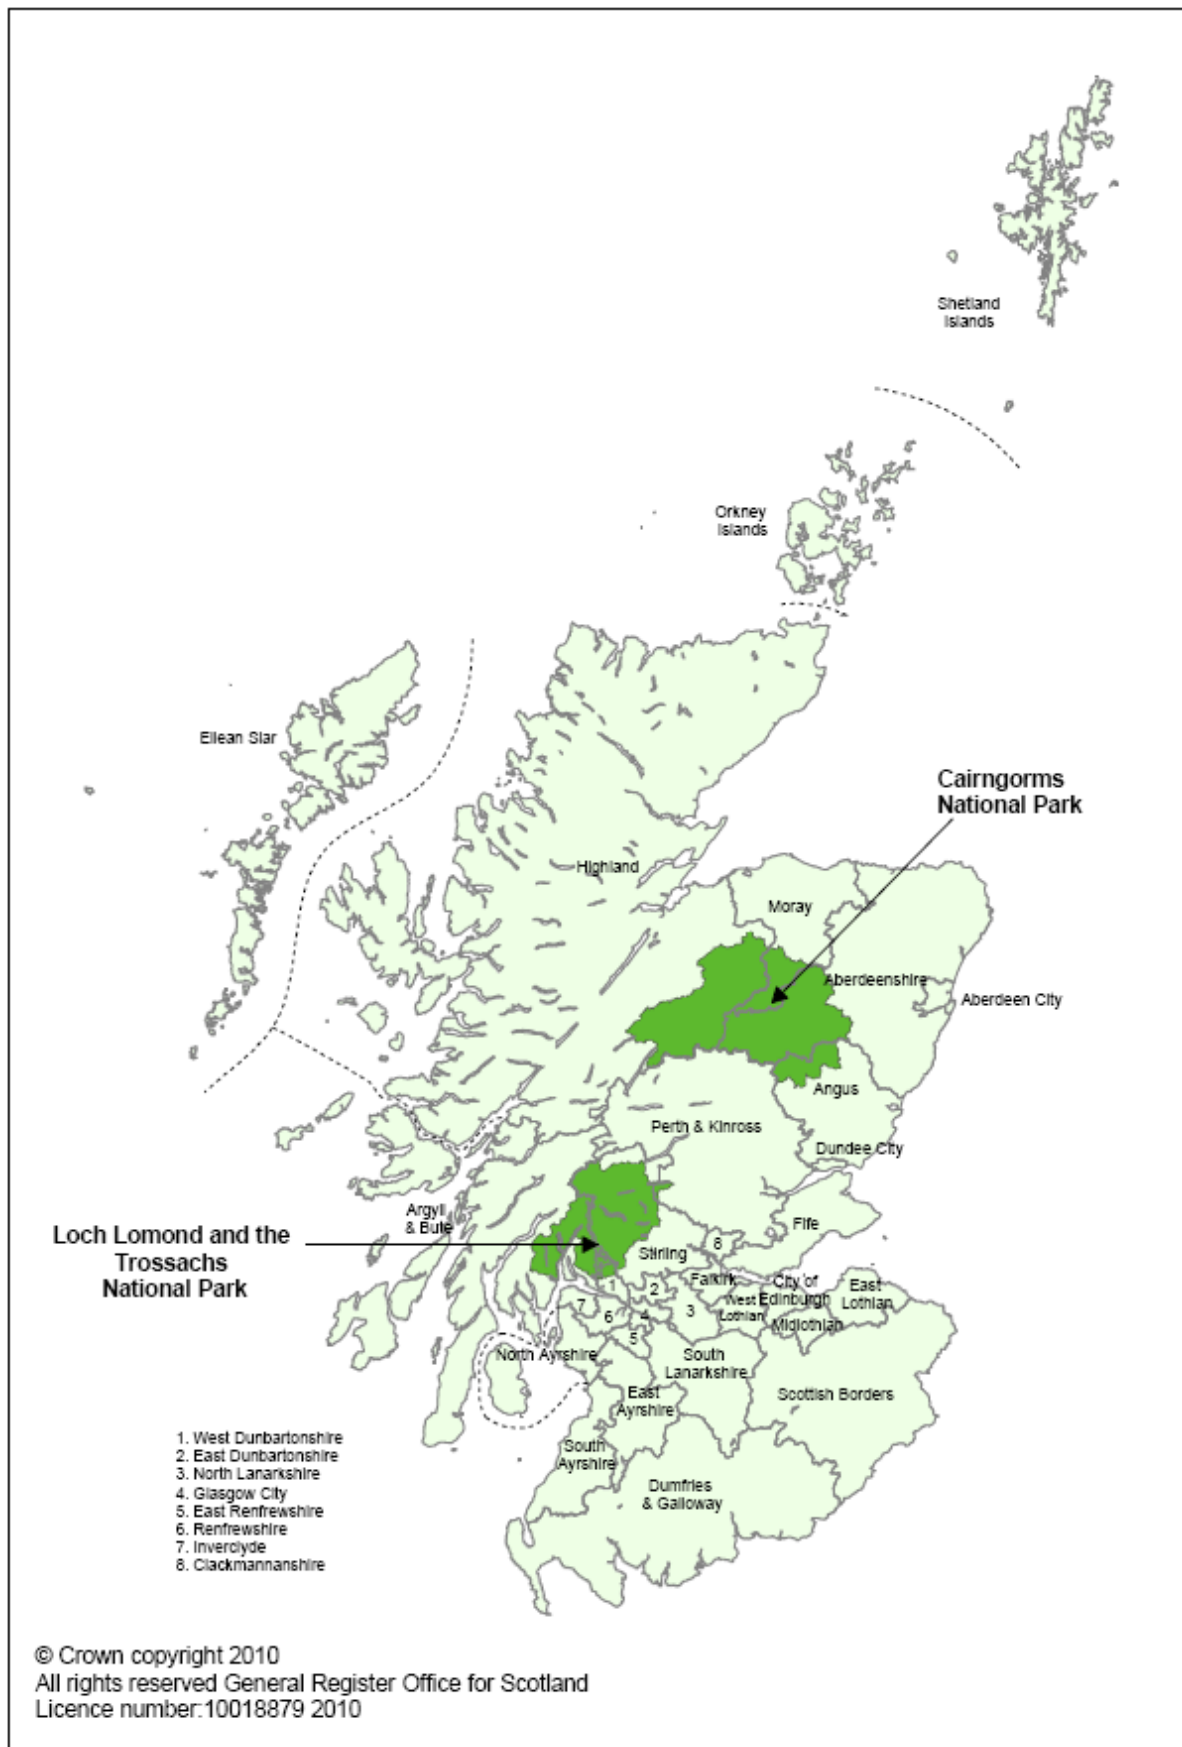 Shetland
Islands
Orkney
Islands
Eilean Siar
Cairngorms
National Park
Highland
Moray
Aberdeenshire
Aberdeen City
Angus
Perth & Kinross
Dundee City
Argyll
& Bute
Loch Lomond and the
Trossachs
National Park
Fife
8
Stirling
1
2
Falkirk
City of
Edinburgh
East
Lothian
West
Lothian
Midlothian
7
6
4
3
5
North Ayrshire
South
Lanarkshire
East
Ayrshire
Scottish Borders
South
Ayrshire
Dumfries
& Galloway
1. West Dunbartonshire
2. East Dunbartonshire
3. North Lanarkshire
4. Glasgow City
5. East Renfrewshire
6. Renfrewshire
7. Inverclyde
8. Clackmannanshire
© Crown copyright 2010
All rights reserved General Register Office for Scotland
Licence number:10018879 2010